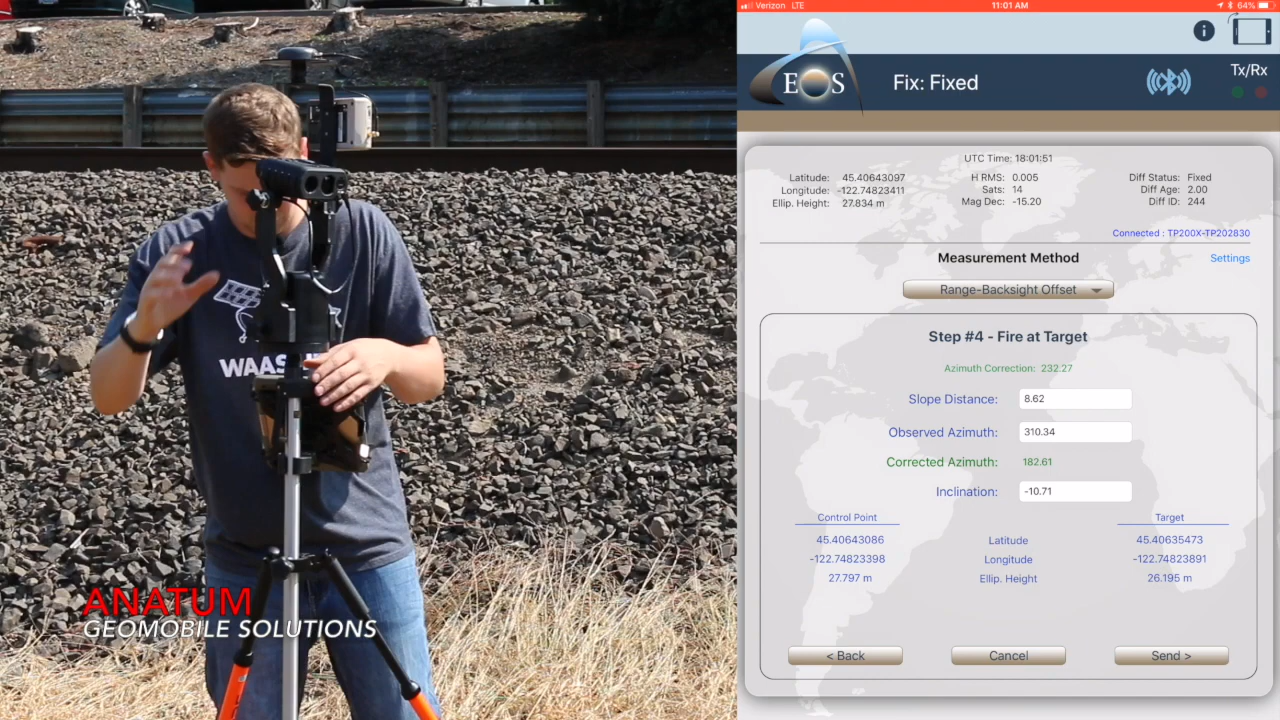 Verizon LTE 11:01 AM 64%
EOS Fix: Fixed Tx/Rx
UTC Time: 18:01:51
Latitude: 45.40643097 H RMS: 0.005 Diff Status: Fixed
Longitude: -122.74823411 Sats: 14 Diff Age: 2.00
Ellip. Height: 27.834 m Mag Dec: -15.20 Diff ID: 244
Connected : TP200X-TP202830
Measurement Method Settings
Range-Backsight Offset
Step #4 - Fire at Target
Azimuth Correction: 232.27
Slope Distance: 8.62
Observed Azimuth: 310.34
Corrected Azimuth: 182.61
Inclination: -10.71
Control Point Target
45.40643086 Latitude 45.40635473
-122.74823398 Longitude -122.74823891
27.797 m Ellip. Height 26.195 m
< Back Cancel Send >
ANATUM
GEOMOBILE SOLUTIONS